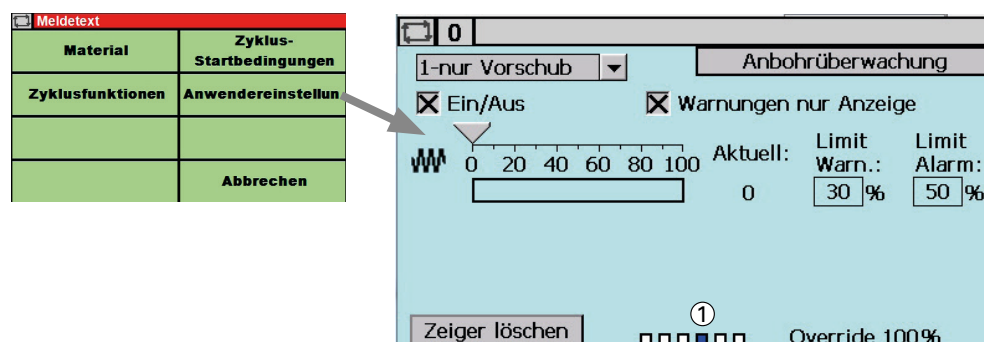 Meldetext
Material
Zyklus-
Startbedingungen
Zyklusfunktionen
Anwendereinstellun
Abbrechen
0
1-nur Vorschub
Anbohrüberwachung
Ein/Aus
Warnungen nur Anzeige
0 20 40 60 80 100
Aktuell:
Limit
Warn.:
Limit
Alarm:
0
30 %
50 %
Zeiger löschen
1
Override 100%